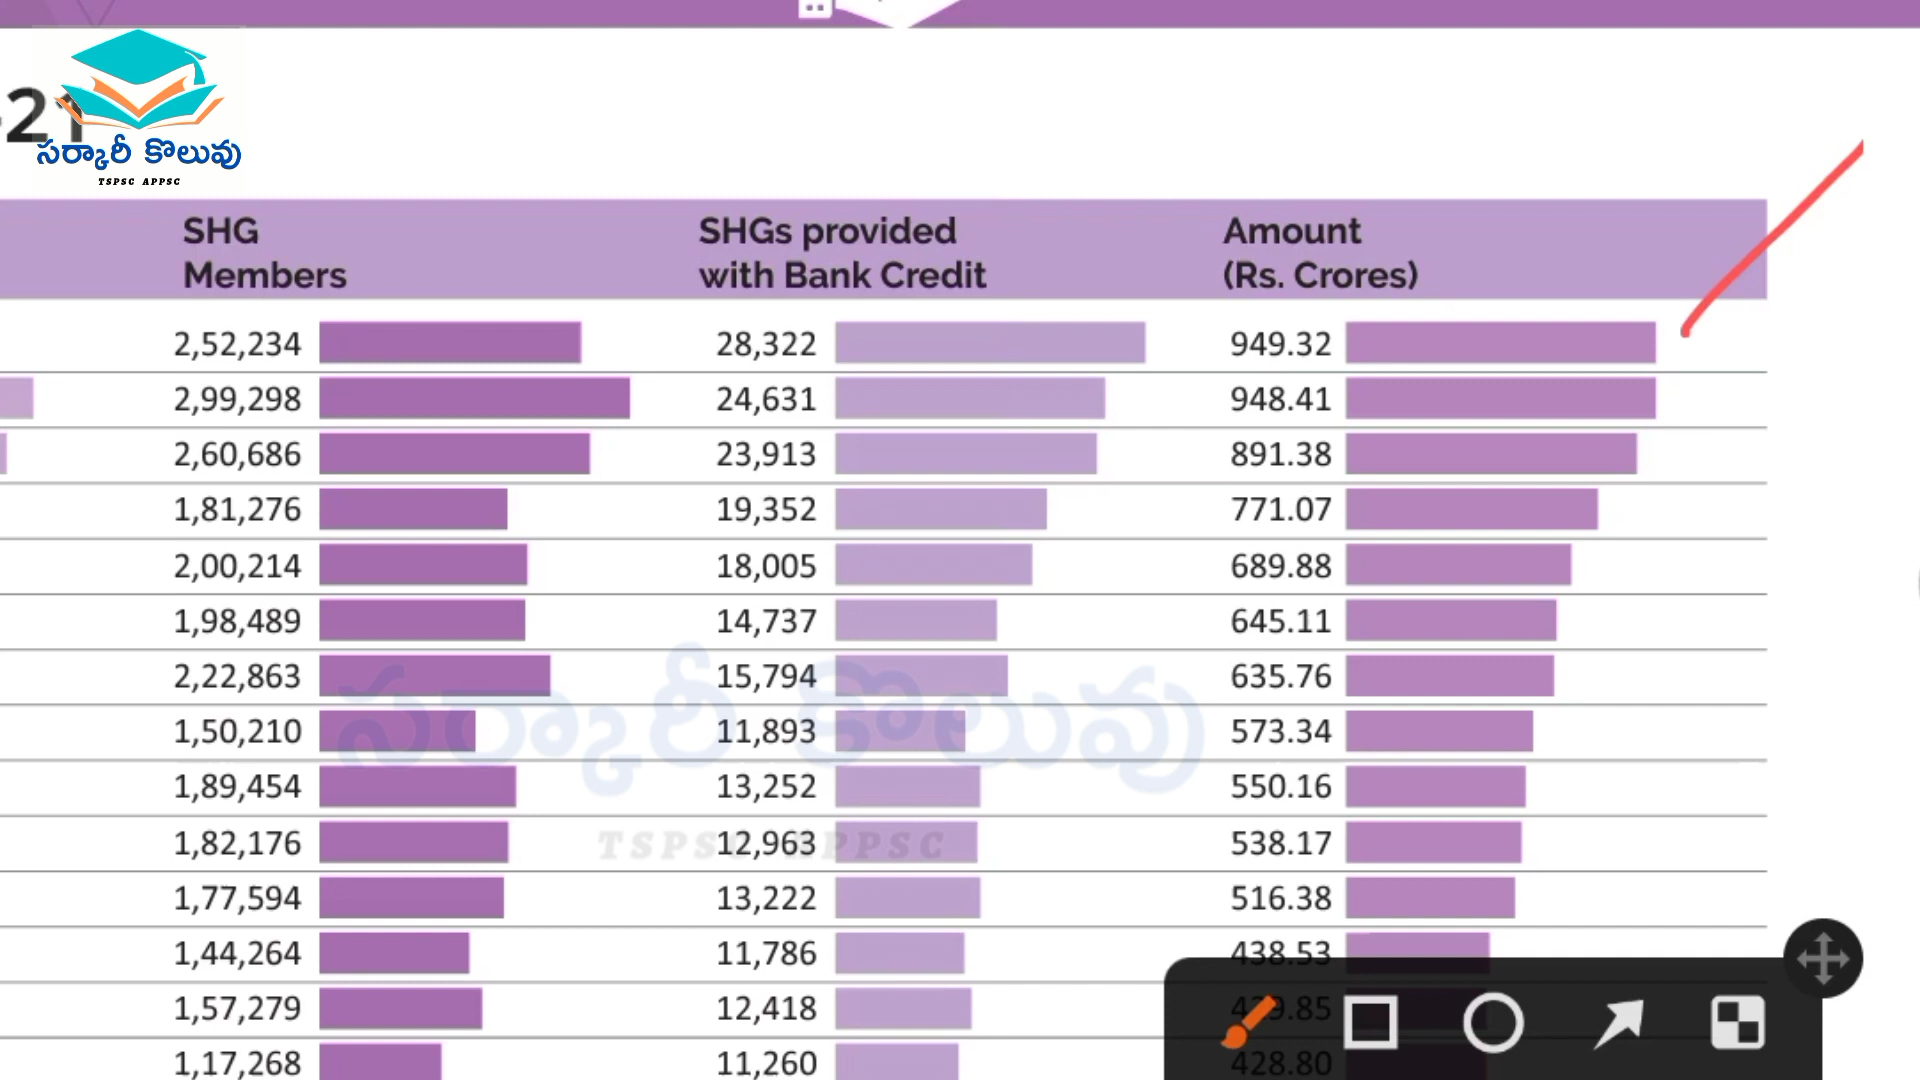 -21
సర్కారీ కొలువు
TSPSC APPSC
SHG Members
SHGs provided with Bank Credit
Amount (Rs. Crores)
2,52,234 28,322 949.32
2,99,298 24,631 948.41
2,60,686 23,913 891.38
1,81,276 19,352 771.07
2,00,214 18,005 689.88
1,98,489 14,737 645.11
2,22,863 15,794 635.76
1,50,210 11,893 573.34
1,89,454 13,252 550.16
1,82,176 12,963 538.17
1,77,594 13,222 516.38
1,44,264 11,786 438.53
1,57,279 12,418 429.85
1,17,268 11,260 428.80
సర్కారీ కొలువు
TSPSC APPSC